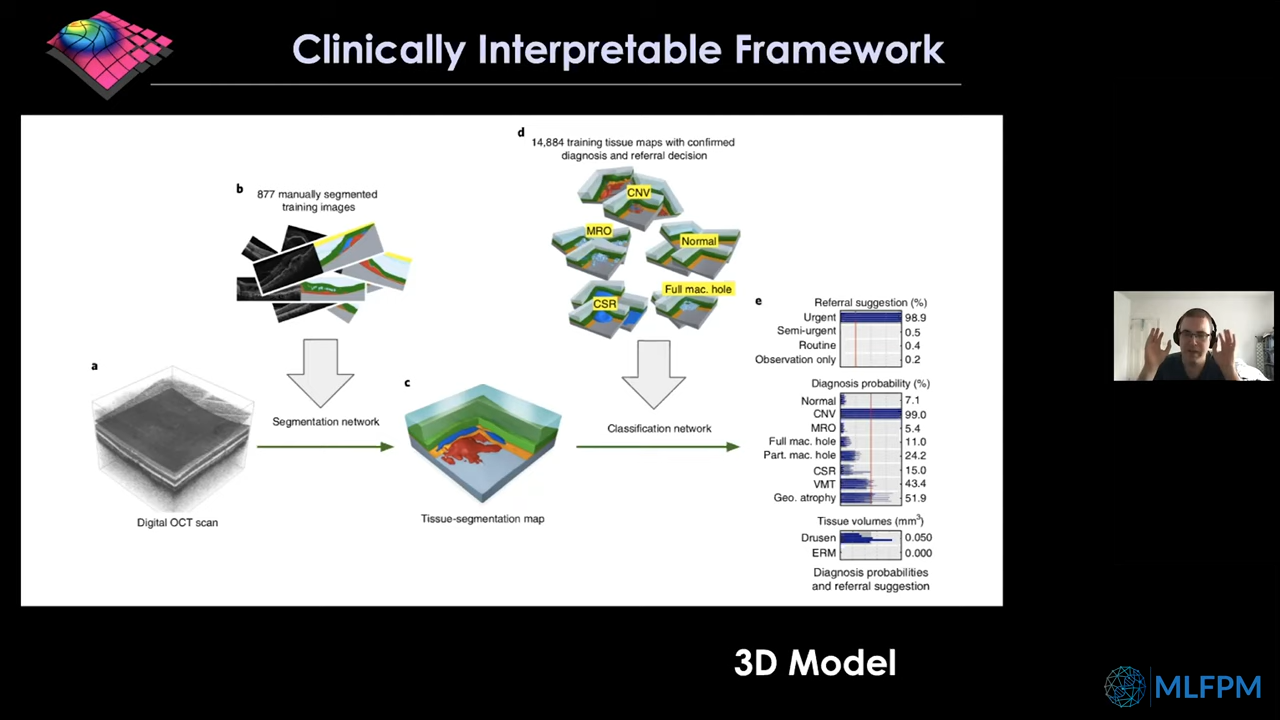 Clinically Interpretable Framework
a
Digital OCT scan
b
877 manually segmented
training images
Segmentation network
c
Tissue-segmentation map
d
14,884 training tissue maps with confirmed
diagnosis and referral decision
CNV
MRO
Normal
CSR
Full mac. hole
Classification network
e
Referral suggestion (%)
Urgent 98.9
Semi-urgent 0.5
Routine 0.4
Observation only 0.2
Diagnosis probability (%)
Normal 7.1
CNV 99.0
MRO 5.4
Full mac. hole 11.0
Part. mac. hole 24.2
CSR 15.0
VMT 43.4
Geo. atrophy 51.9
Tissue volumes (mm³)
Drusen 0.050
ERM 0.000
Diagnosis probabilities
and referral suggestion
3D Model
MLFPM